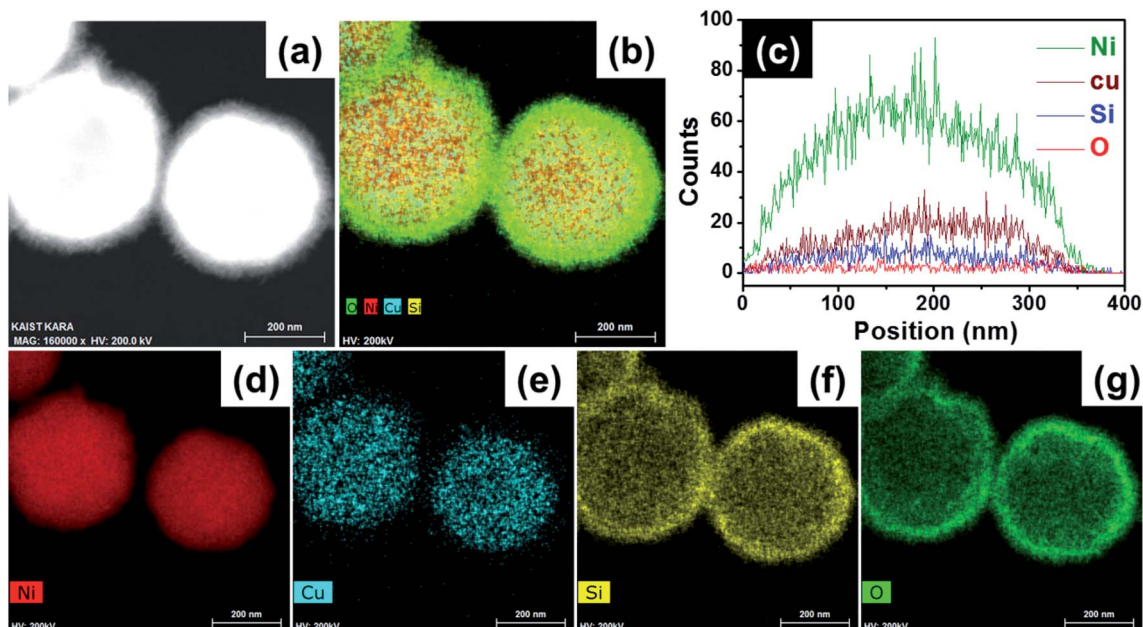 (a)
KAIST KARA
MAG: 160000 x HV: 200.0 kV
200 nm
(b)
O Ni Cu Si
HV: 200kV
200 nm
(c)
Ni
cu
Si
O
100
80
60
40
20
0
Counts
0 100 200 300 400
Position (nm)
(d)
Ni
HV: 200kV
200 nm
(e)
Cu
HV: 200kV
200 nm
(f)
Si
HV: 200kV
200 nm
(g)
O
HV: 200kV
200 nm